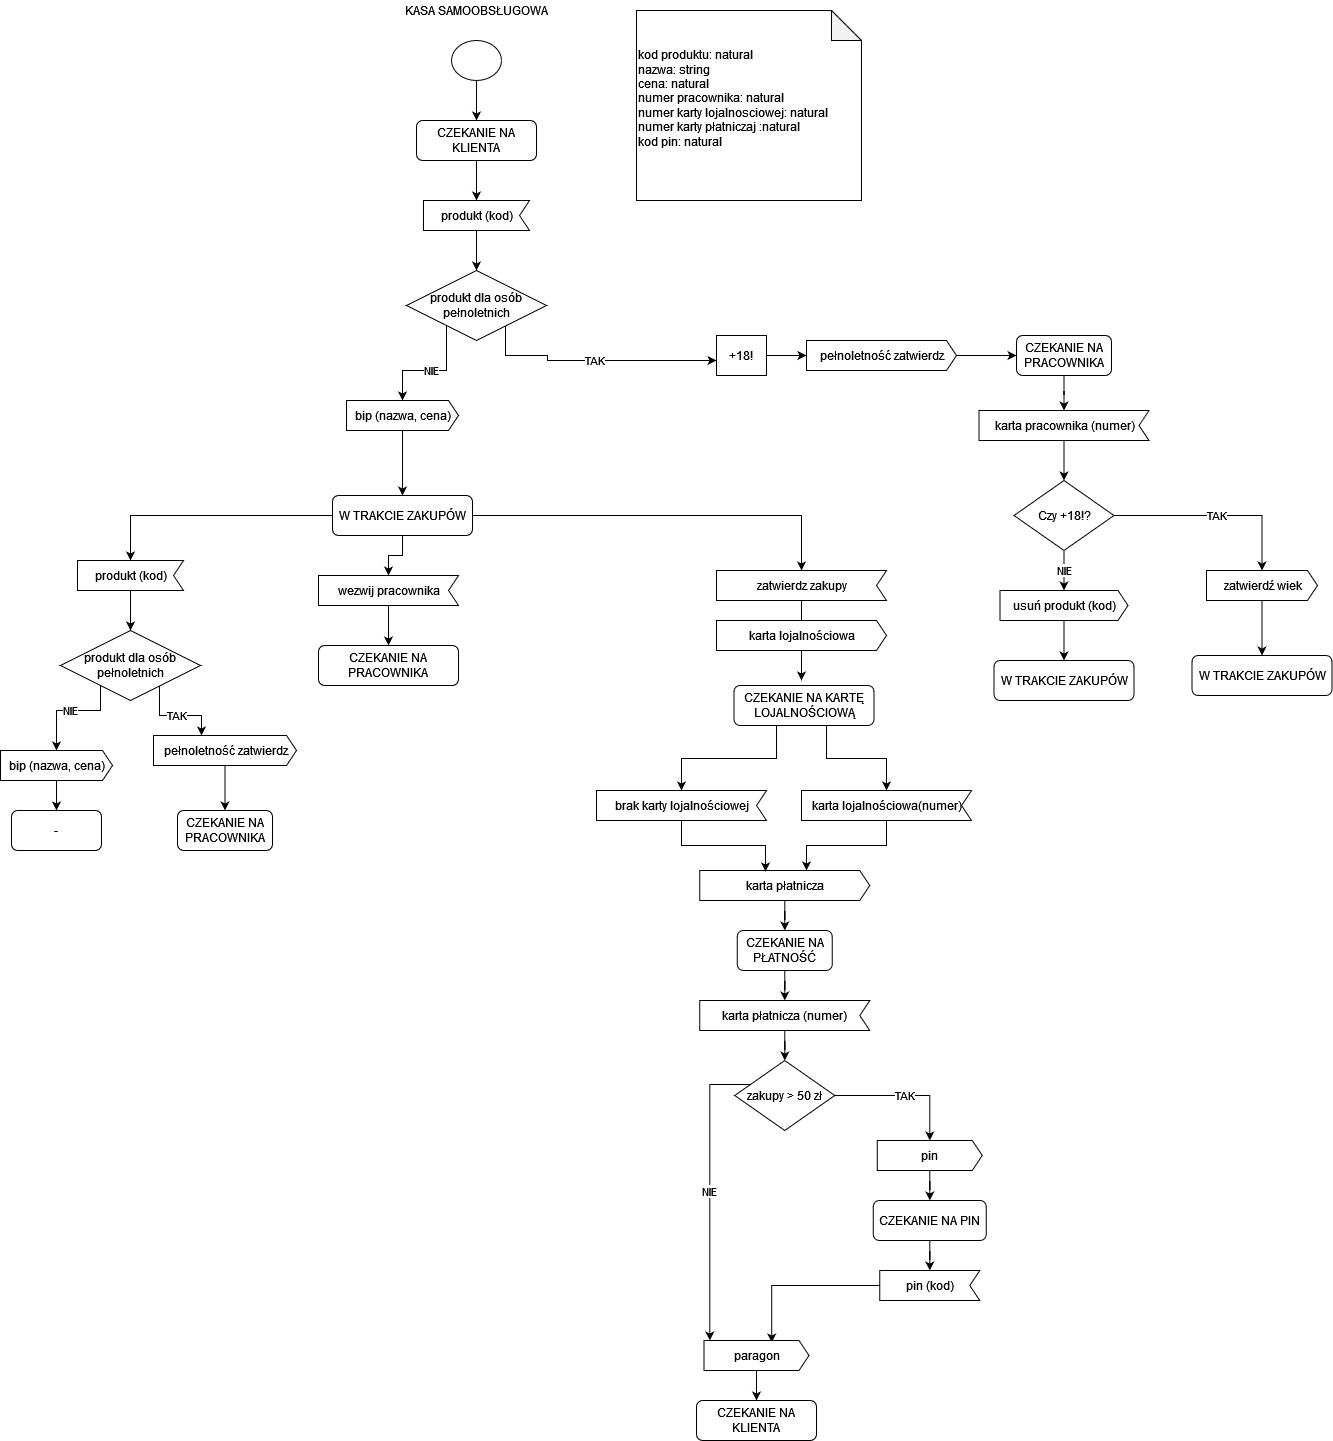 KASA SAMOOBSŁUGOWA
kod produktu: natural
nazwa: string
cena: natural
numer pracownika: natural
numer karty lojalnosciowej: natural
numer karty płatniczaj :natural
kod pin: natural
CZEKANIE NA
KLIENTA
produkt (kod)
produkt dla osób
pełnoletnich
NIE
TAK
+18!
pełnoletność zatwierdz
CZEKANIE NA
PRACOWNIKA
bip (nazwa, cena)
karta pracownika (numer)
W TRAKCIE ZAKUPÓW
Czy +18!?
TAK
NIE
produkt (kod)
wezwij pracownika
zatwierdz zakupy
usuń produkt (kod)
zatwierdź wiek
karta lojalnościowa
produkt dla osób
pełnoletnich
CZEKANIE NA
PRACOWNIKA
W TRAKCIE ZAKUPÓW
W TRAKCIE ZAKUPÓW
NIE
TAK
CZEKANIE NA KARTĘ
LOJALNOŚCIOWĄ
bip (nazwa, cena)
pełnoletność zatwierdz
-
CZEKANIE NA
PRACOWNIKA
brak karty lojalnościowej
karta lojalnościowa(numer)
karta płatnicza
CZEKANIE NA
PŁATNOŚĆ
karta płatnicza (numer)
zakupy > 50 zł
TAK
NIE
pin
CZEKANIE NA PIN
pin (kod)
paragon
CZEKANIE NA
KLIENTA